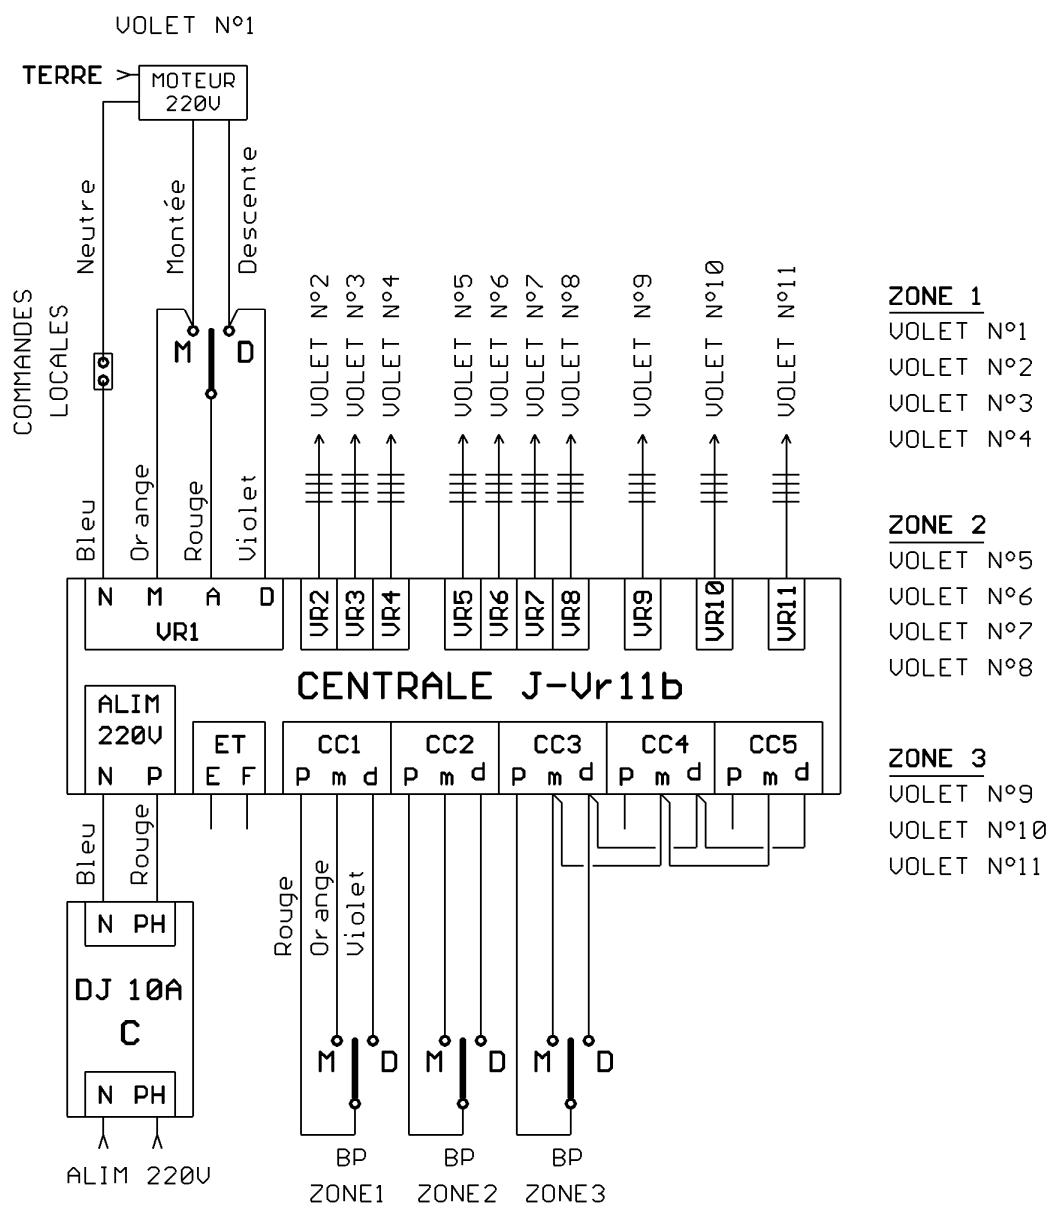 VOLET N°1
TERRE
MOTEUR
220V
Neutre
Montée
Descente
COMMANDES
LOCALES
M
D
Bleu
Orange
Rouge
Violet
VOLET N°2
VOLET N°3
VOLET N°4
VOLET N°5
VOLET N°6
VOLET N°7
VOLET N°8
VOLET N°9
VOLET N°10
VOLET N°11
N M A D
VR1
VR2
VR3
VR4
VR5
VR6
VR7
VR8
VR9
VR10
VR11
CENTRALE J-Vr11b
ALIM
220V
N P
ET
E F
CC1
p m d
CC2
p m d
CC3
p m d
CC4
p m d
CC5
p m d
Bleu
Rouge
N PH
DJ 10A
C
N PH
ALIM 220V
Rouge
Orange
Violet
M D
M D
M D
BP
ZONE1
BP
ZONE2
BP
ZONE3
ZONE 1
VOLET N°1
VOLET N°2
VOLET N°3
VOLET N°4
ZONE 2
VOLET N°5
VOLET N°6
VOLET N°7
VOLET N°8
ZONE 3
VOLET N°9
VOLET N°10
VOLET N°11